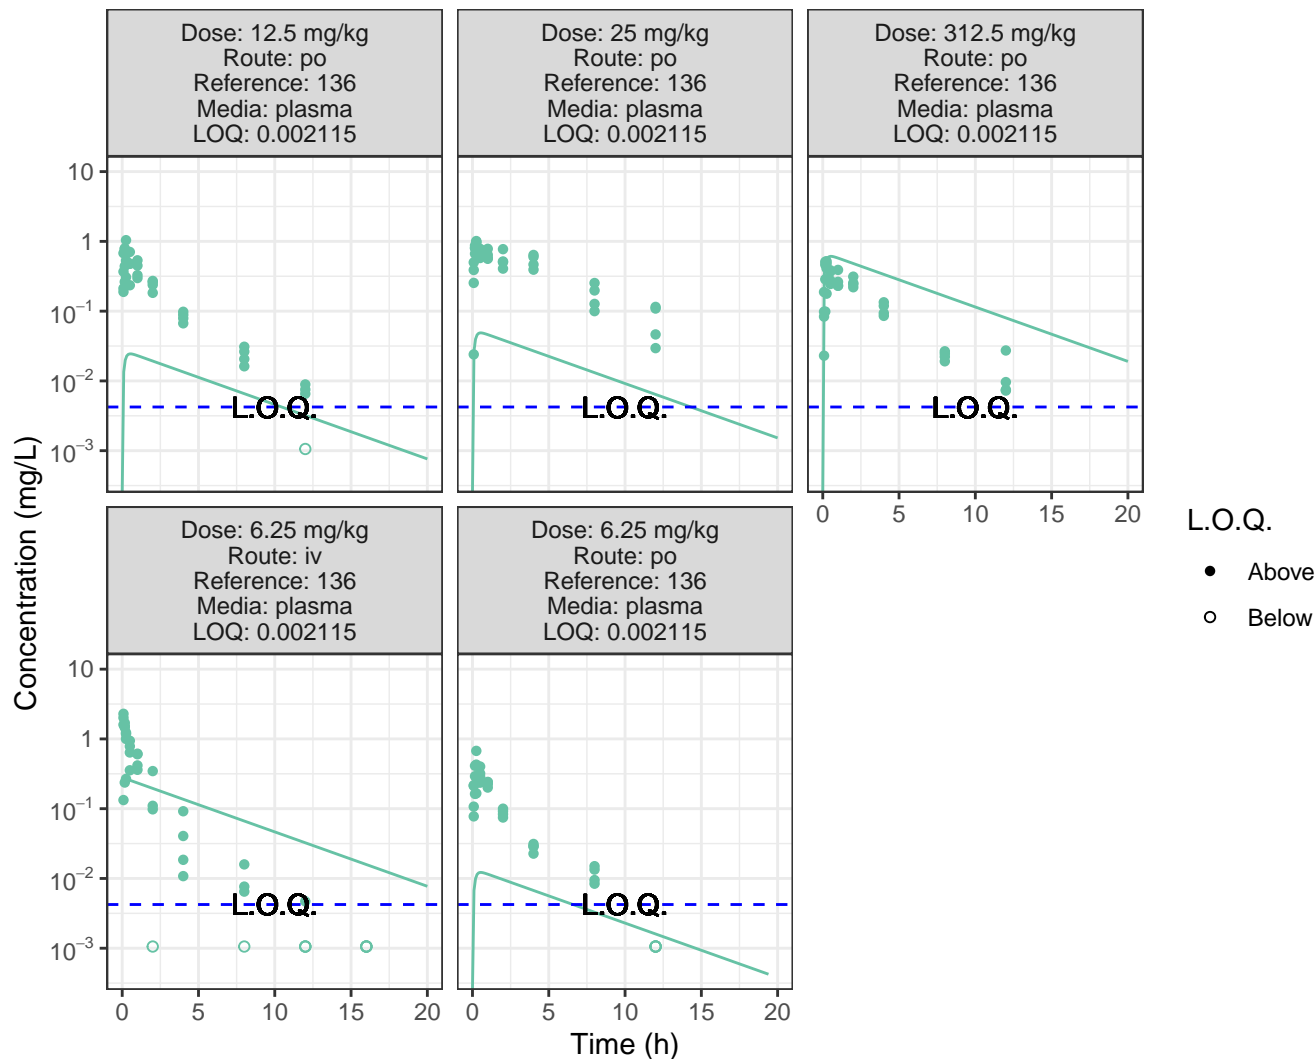 Dose: 12.5 mg/kg
Route: po
Reference: 136
Media: plasma
LOQ: 0.002115
Dose: 25 mg/kg
Route: po
Reference: 136
Media: plasma
LOQ: 0.002115
Dose: 312.5 mg/kg
Route: po
Reference: 136
Media: plasma
LOQ: 0.002115
10
1
10⁻¹
10⁻²
10⁻³
L.O.Q.
L.O.Q.
L.O.Q.
0 5 10 15 20
Dose: 6.25 mg/kg
Route: iv
Reference: 136
Media: plasma
LOQ: 0.002115
Dose: 6.25 mg/kg
Route: po
Reference: 136
Media: plasma
LOQ: 0.002115
10
1
10⁻¹
10⁻²
10⁻³
L.O.Q.
L.O.Q.
0 5 10 15 20
0 5 10 15 20
Time (h)
Concentration (mg/L)
L.O.Q.
Above
Below